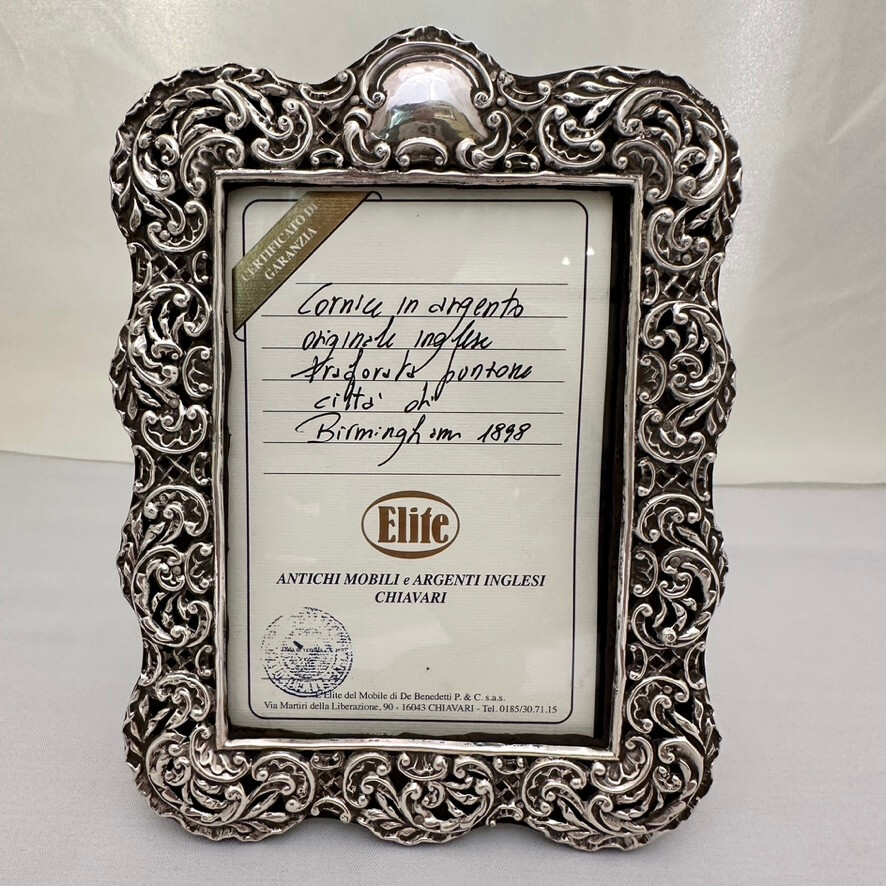 CERTIFICATO DI
GARANZIA
Cornice in argento
originale inglese
traforata punzone
città di
Birmingham 1898
Elite
ANTICHI MOBILI e ARGENTI INGLESI
CHIAVARI
L'Elite del Mobile di De Benedetti P. & C. s.a.s.
Via Martiri della Liberazione, 90 - 16043 CHIAVARI - Tel. 0185/30.71.15